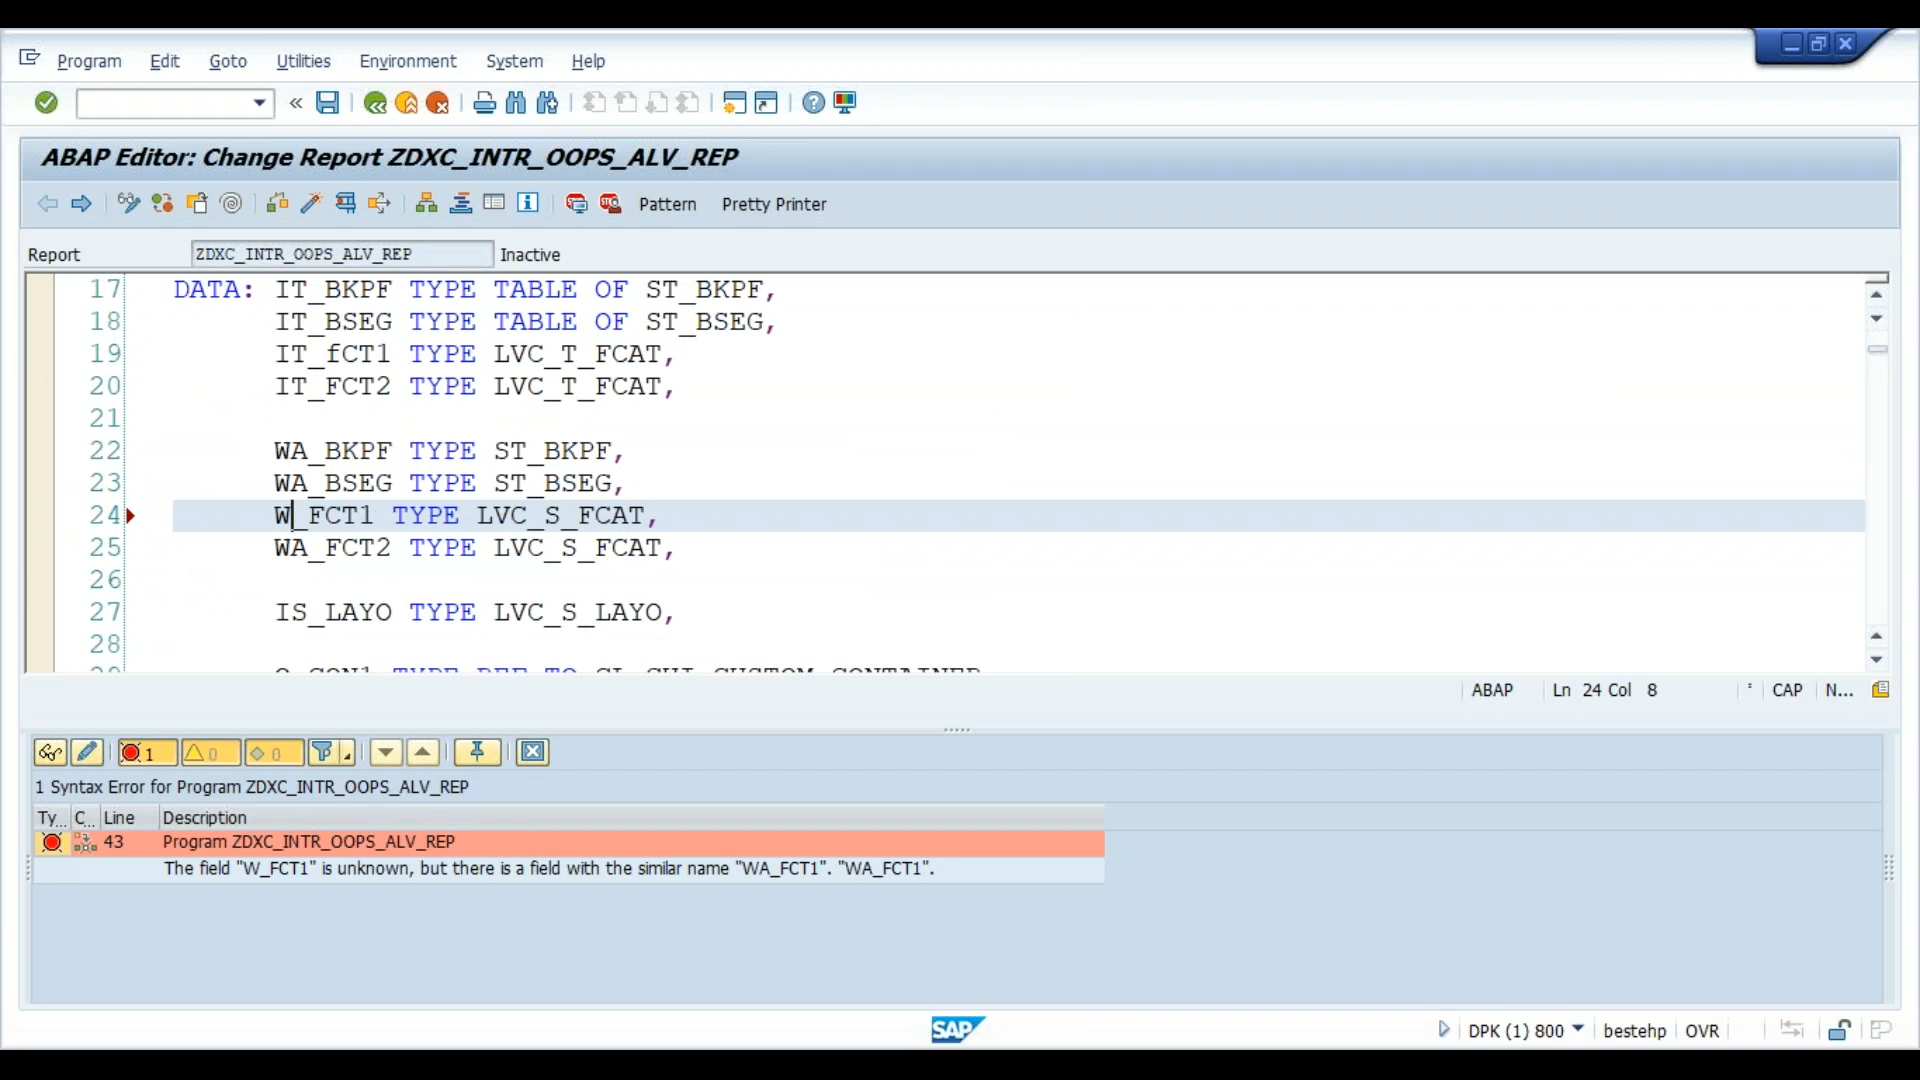 Program Edit Goto Utilities Environment System Help
ABAP Editor: Change Report ZDXC_INTR_OOPS_ALV_REP
Pattern Pretty Printer
Report ZDXC_INTR_OOPS_ALV_REP Inactive
17 DATA: IT_BKPF TYPE TABLE OF ST_BKPF,
18 IT_BSEG TYPE TABLE OF ST_BSEG,
19 IT_fCT1 TYPE LVC_T_FCAT,
20 IT_FCT2 TYPE LVC_T_FCAT,
21
22 WA_BKPF TYPE ST_BKPF,
23 WA_BSEG TYPE ST_BSEG,
24 W_FCT1 TYPE LVC_S_FCAT,
25 WA_FCT2 TYPE LVC_S_FCAT,
26
27 IS_LAYO TYPE LVC_S_LAYO,
28
ABAP Ln 24 Col 8 CAP N...
1 0 0
1 Syntax Error for Program ZDXC_INTR_OOPS_ALV_REP
Ty... C... Line Description
43 Program ZDXC_INTR_OOPS_ALV_REP
The field "W_FCT1" is unknown, but there is a field with the similar name "WA_FCT1". "WA_FCT1".
SAP DPK (1) 800 bestehp OVR